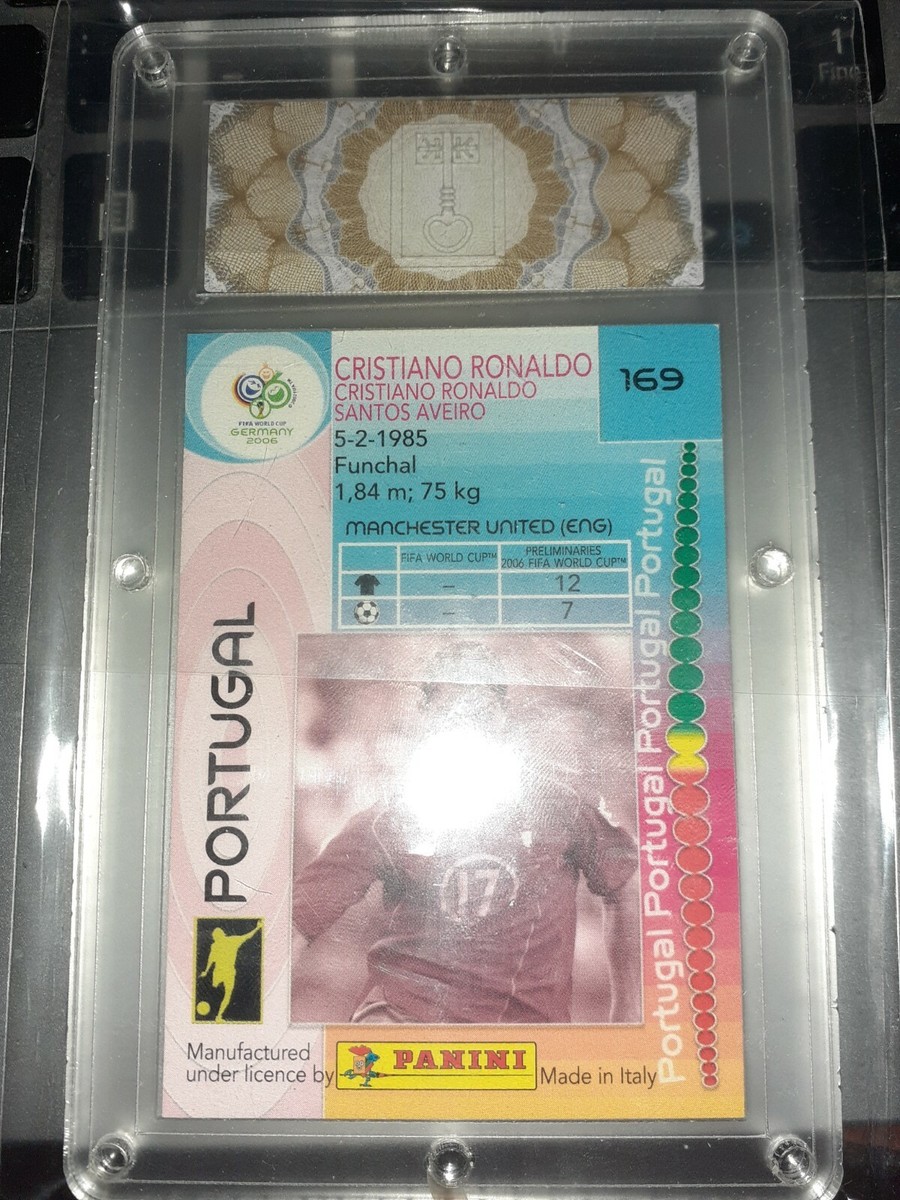 CRISTIANO RONALDO
CRISTIANO RONALDO
SANTOS AVEIRO
169
5-2-1985
Funchal
1,84 m; 75 kg
FIFA WORLD CUP
GERMANY
2006
MANCHESTER UNITED (ENG)
FIFA WORLD CUP™
PRELIMINARIES
2006 FIFA WORLD CUP™
– 12
– 7
PORTUGAL
17
Portugal Portugal Portugal Portugal Portugal
Manufactured
under licence by
PANINI
Made in Italy